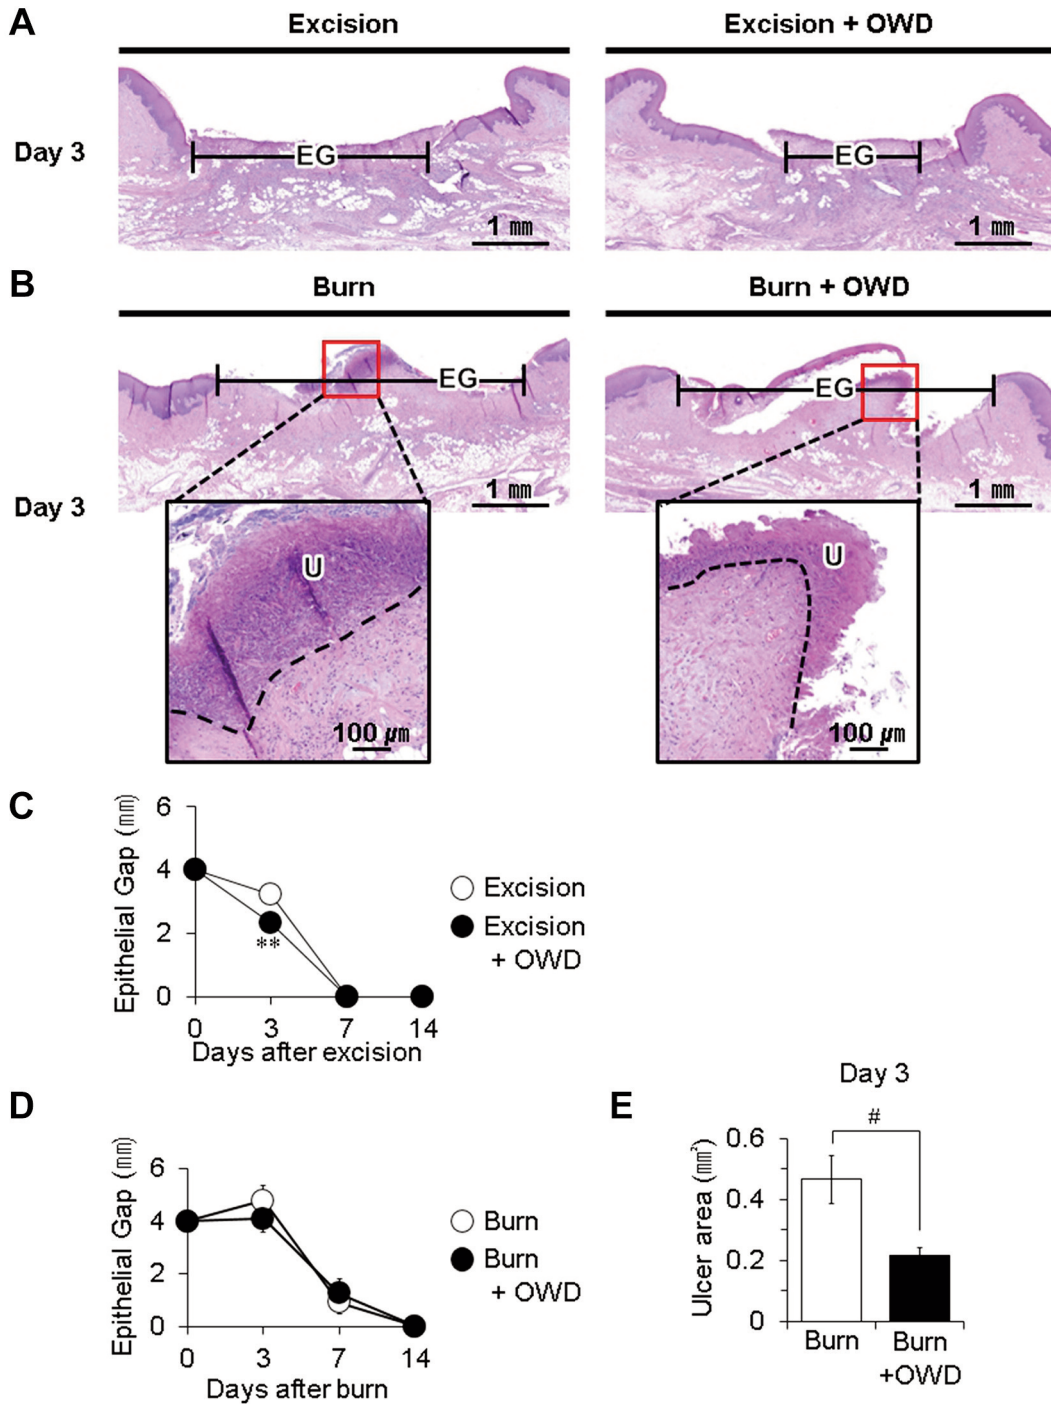 A
Excision
Excision + OWD
Day 3
EG
EG
1 ㎜
1 ㎜
B
Burn
Burn + OWD
EG
EG
1 ㎜
1 ㎜
Day 3
U
U
100 ㎛
100 ㎛
C
Epithelial Gap (㎜)
6
4
2
0
**
0
3
7
14
Days after excision
Excision
Excision
+ OWD
D
Epithelial Gap (㎜)
6
4
2
0
0
3
7
14
Days after burn
Burn
Burn
+ OWD
E
Day 3
#
Ulcer area (㎟)
0.6
0.4
0.2
0
Burn
Burn
+OWD